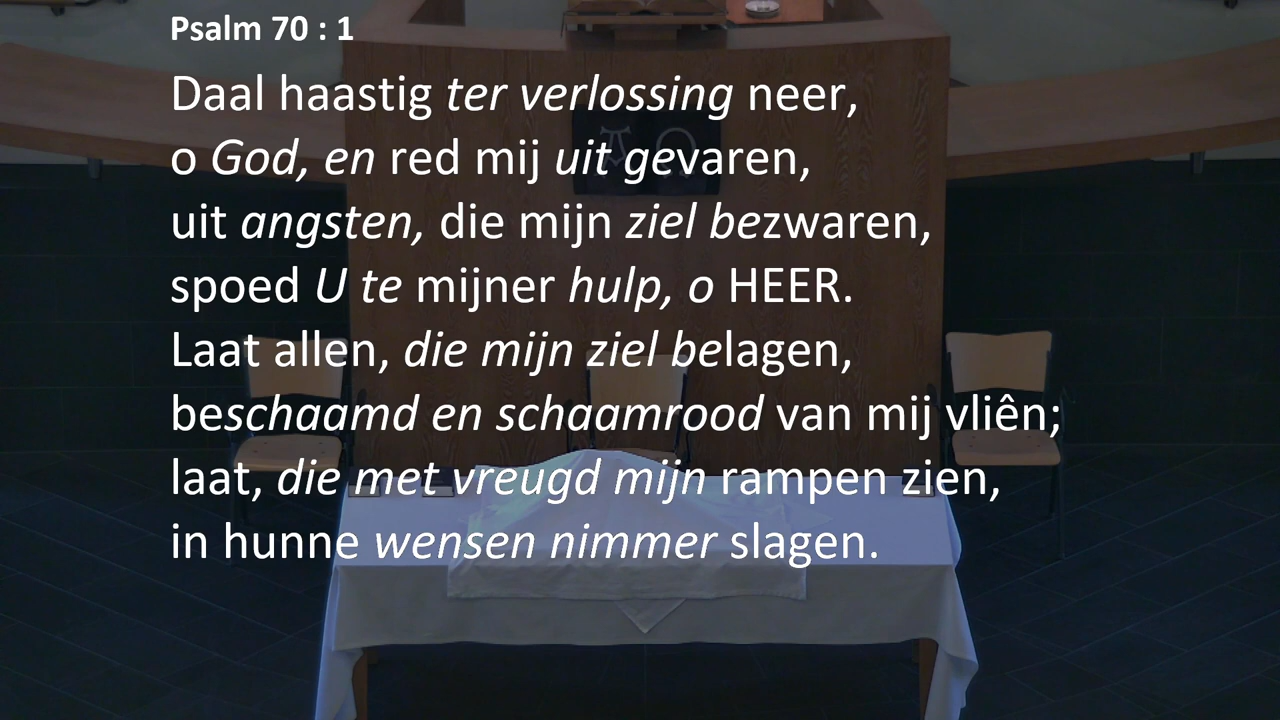 Psalm 70 : 1
Daal haastig ter verlossing neer,
o God, en red mij uit gevaren,
uit angsten, die mijn ziel bezwaren,
spoed U te mijner hulp, o HEER.
Laat allen, die mijn ziel belagen,
beschaamd en schaamrood van mij vliên;
laat, die met vreugd mijn rampen zien,
in hunne wensen nimmer slagen.